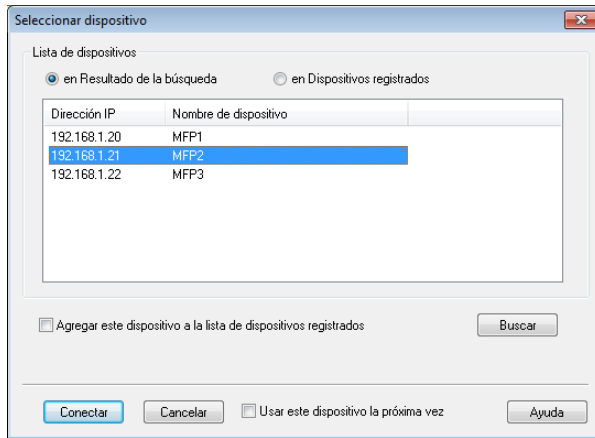 Seleccionar dispositivo
Lista de dispositivos
en Resultado de la búsqueda en Dispositivos registrados
Dirección IP Nombre de dispositivo
192.168.1.20 MFP1
192.168.1.21 MFP2
192.168.1.22 MFP3
Agregar este dispositivo a la lista de dispositivos registrados Buscar
Conectar Cancelar Usar este dispositivo la próxima vez Ayuda